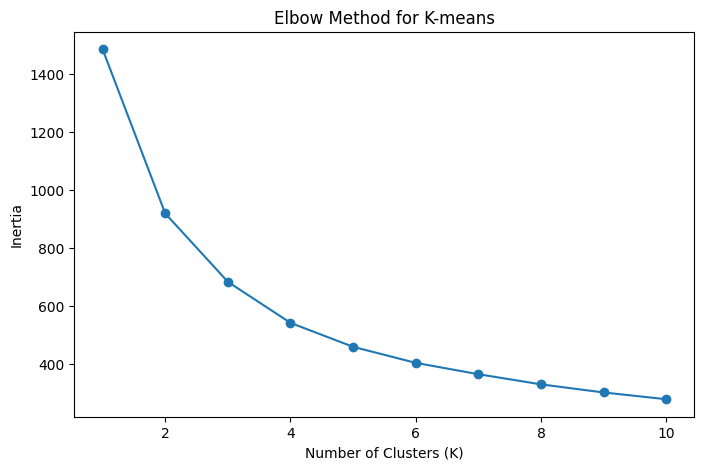 Elbow Method for K-means
1400
1200
1000
800
600
400
Inertia
2 4 6 8 10
Number of Clusters (K)